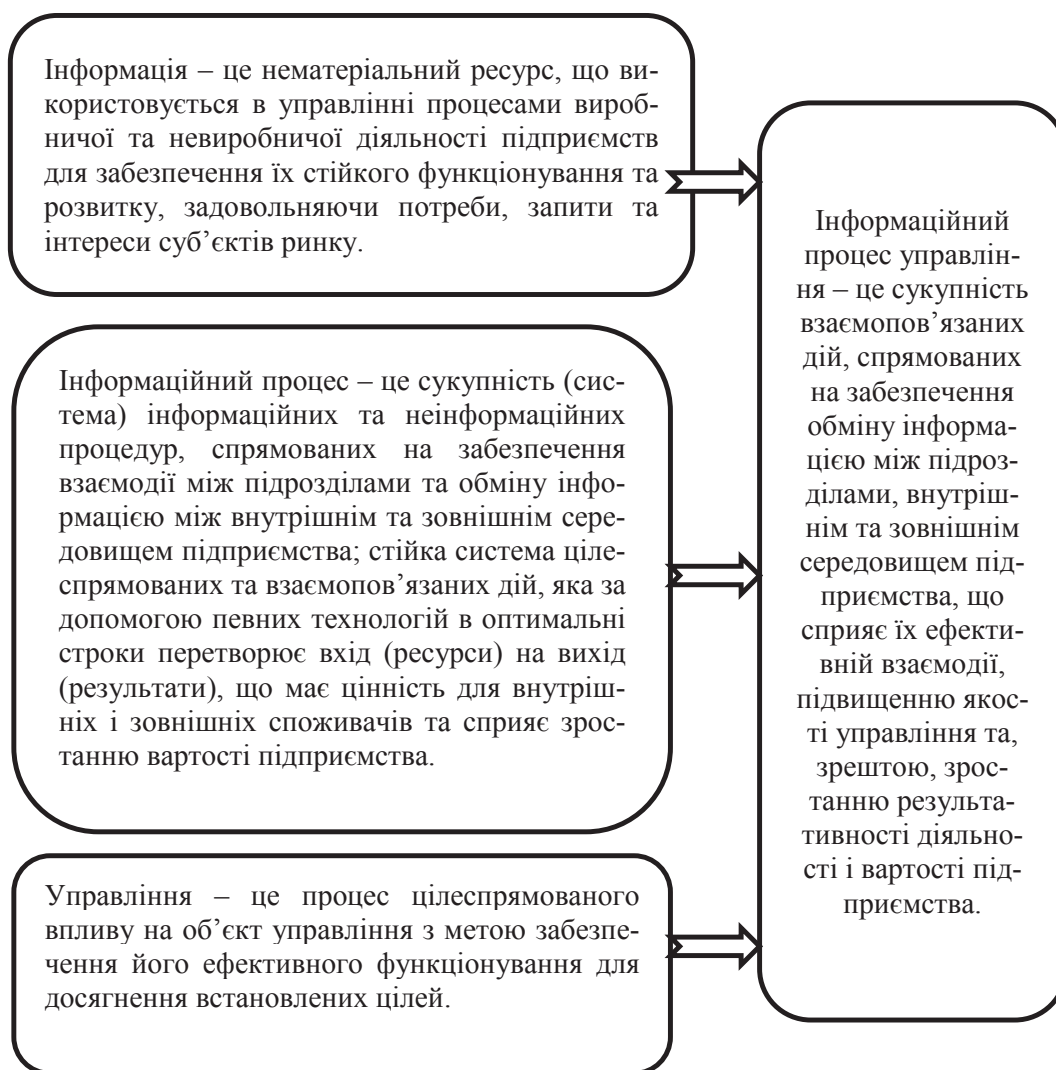 Інформація – це нематеріальний ресурс, що ви-
користовується в управлінні процесами вироб-
ничої та невиробничої діяльності підприємств
для забезпечення їх стійкого функціонування та
розвитку, задовольняючи потреби, запити та
інтереси суб’єктів ринку.
Інформаційний процес – це сукупність (сис-
тема) інформаційних та неінформаційних
процедур, спрямованих на забезпечення
взаємодії між підрозділами та обміну інфо-
рмацією між внутрішнім та зовнішнім сере-
довищем підприємства; стійка система ціле-
спрямованих та взаємопов’язаних дій, яка за
допомогою певних технологій в оптимальні
строки перетворює вхід (ресурси) на вихід
(результати), що має цінність для внутріш-
ніх і зовнішніх споживачів та сприяє зрос-
танню вартості підприємства.
Управління – це процес цілеспрямованого
впливу на об’єкт управління з метою забезпе-
чення його ефективного функціонування для
досягнення встановлених цілей.
Інформаційний
процес управлін-
ня – це сукупність
взаємопов’язаних
дій, спрямованих
на забезпечення
обміну інформа-
цією між підроз-
ділами, внутріш-
нім та зовнішнім
середовищем під-
приємства, що
сприяє їх ефекти-
вній взаємодії,
підвищенню якос-
ті управління та,
зрештою, зрос-
танню результа-
тивності діяльно-
сті і вартості під-
приємства.